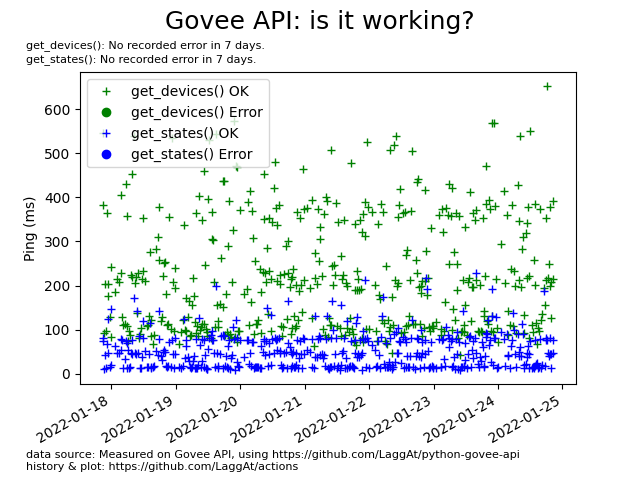 Govee API: is it working?
get_devices(): No recorded error in 7 days.
get_states(): No recorded error in 7 days.
get_devices() OK
get_devices() Error
get_states() OK
get_states() Error
Ping (ms)
600
500
400
300
200
100
0
2022-01-18
2022-01-19
2022-01-20
2022-01-21
2022-01-22
2022-01-23
2022-01-24
2022-01-25
data source: Measured on Govee API, using https://github.com/LaggAt/python-govee-api
history & plot: https://github.com/LaggAt/actions